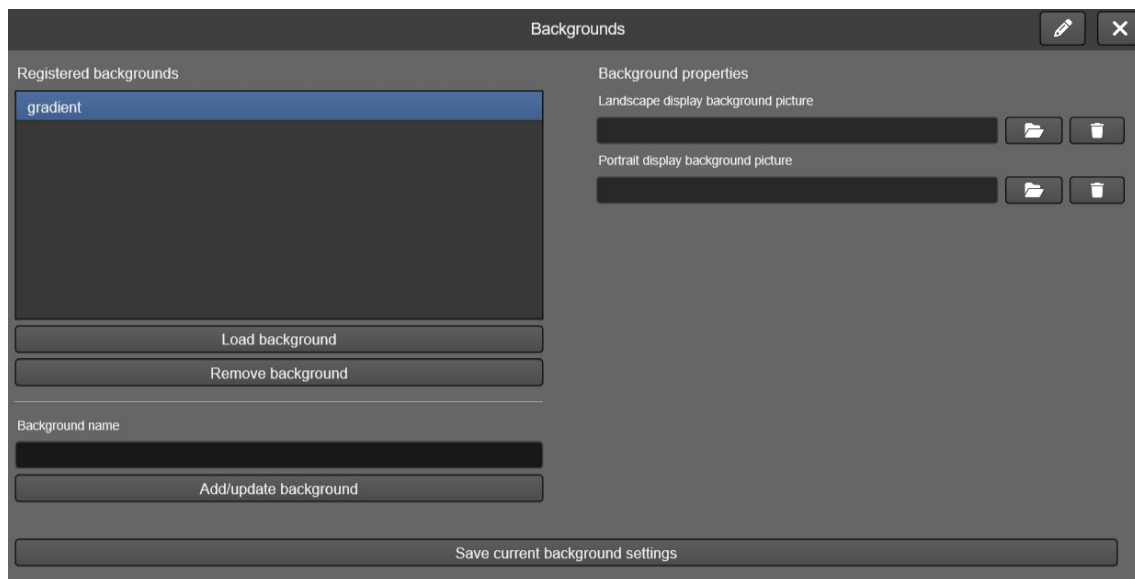 Backgrounds
Registered backgrounds
gradient
Load background
Remove background
Background name
Add/update background
Background properties
Landscape display background picture
Portrait display background picture
Save current background settings